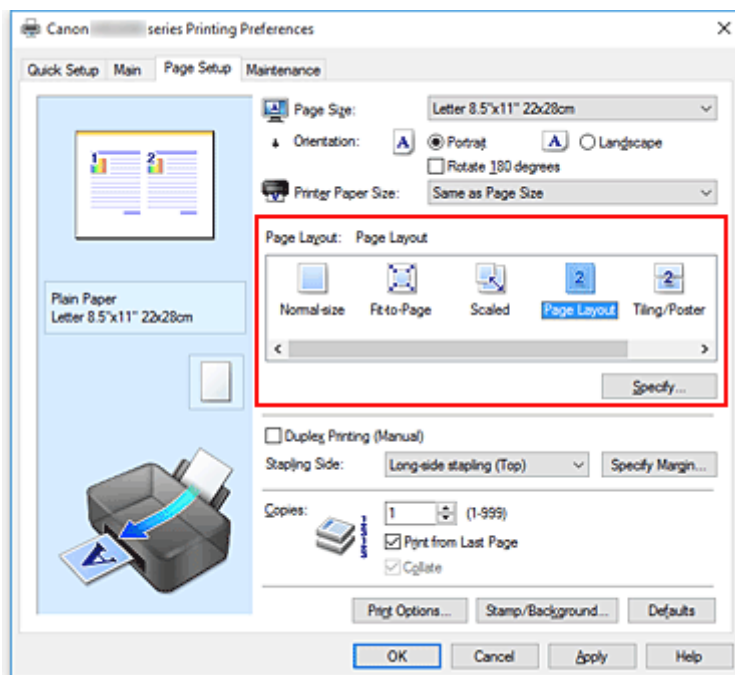 Canon series Printing Preferences
Quick Setup Main Page Setup Maintenance
Page Size: Letter 8.5"x11" 22x28cm
Orientation: A Portrait A Landscape
Rotate 180 degrees
Printer Paper Size: Same as Page Size
1 2
Page Layout: Page Layout
2 2
Normal-size Fit-to-Page Scaled Page Layout Tiling/Poster
Plain Paper
Letter 8.5"x11" 22x28cm
Specify...
Duplex Printing (Manual)
Stapling Side: Long-side stapling (Top) Specify Margin...
Copies: 1 (1-999)
Print from Last Page
Collate
A
Print Options... Stamp/Background... Defaults
OK Cancel Apply Help